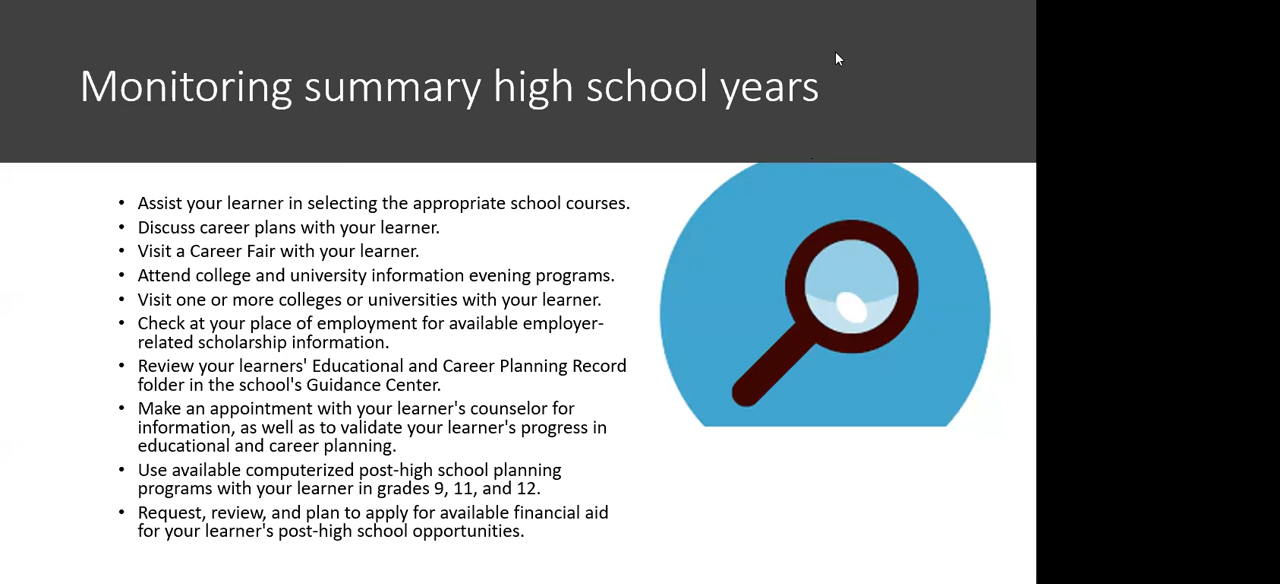 Monitoring summary high school years
• Assist your learner in selecting the appropriate school courses.
• Discuss career plans with your learner.
• Visit a Career Fair with your learner.
• Attend college and university information evening programs.
• Visit one or more colleges or universities with your learner.
• Check at your place of employment for available employer-
related scholarship information.
• Review your learners' Educational and Career Planning Record
folder in the school's Guidance Center.
• Make an appointment with your learner's counselor for
information, as well as to validate your learner's progress in
educational and career planning.
• Use available computerized post-high school planning
programs with your learner in grades 9, 11, and 12.
• Request, review, and plan to apply for available financial aid
for your learner's post-high school opportunities.